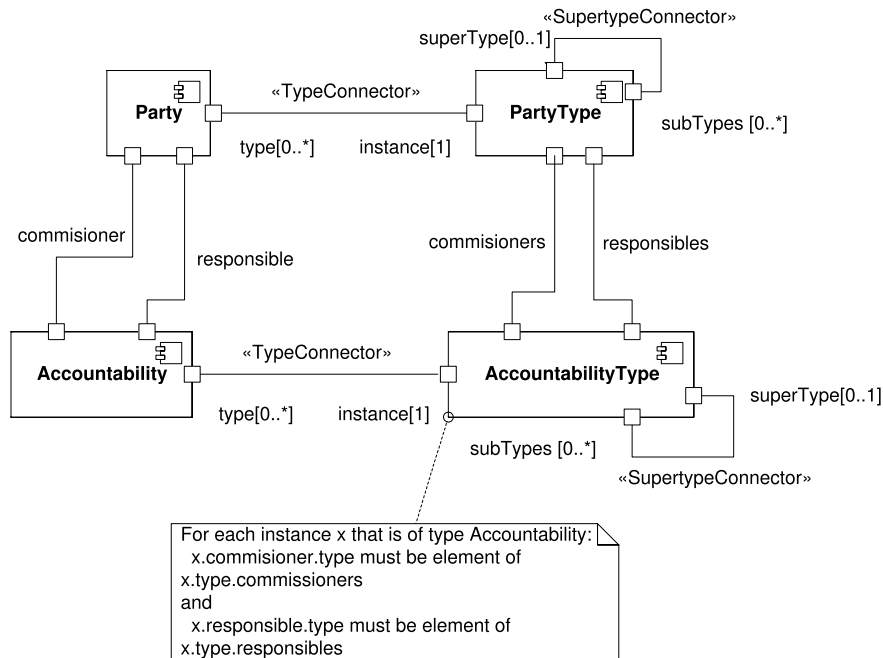 «SupertypeConnector»
superType[0..1]
«TypeConnector»
Party
PartyType
subTypes [0..*]
type[0..*]
instance[1]
commisioner
commisioners
responsibles
responsible
«TypeConnector»
Accountability
AccountabilityType
superType[0..1]
type[0..*]
instance[1]
subTypes [0..*]
«SupertypeConnector»
For each instance x that is of type Accountability:
x.commisioner.type must be element of
x.type.commissioners
and
x.responsible.type must be element of
x.type.responsibles